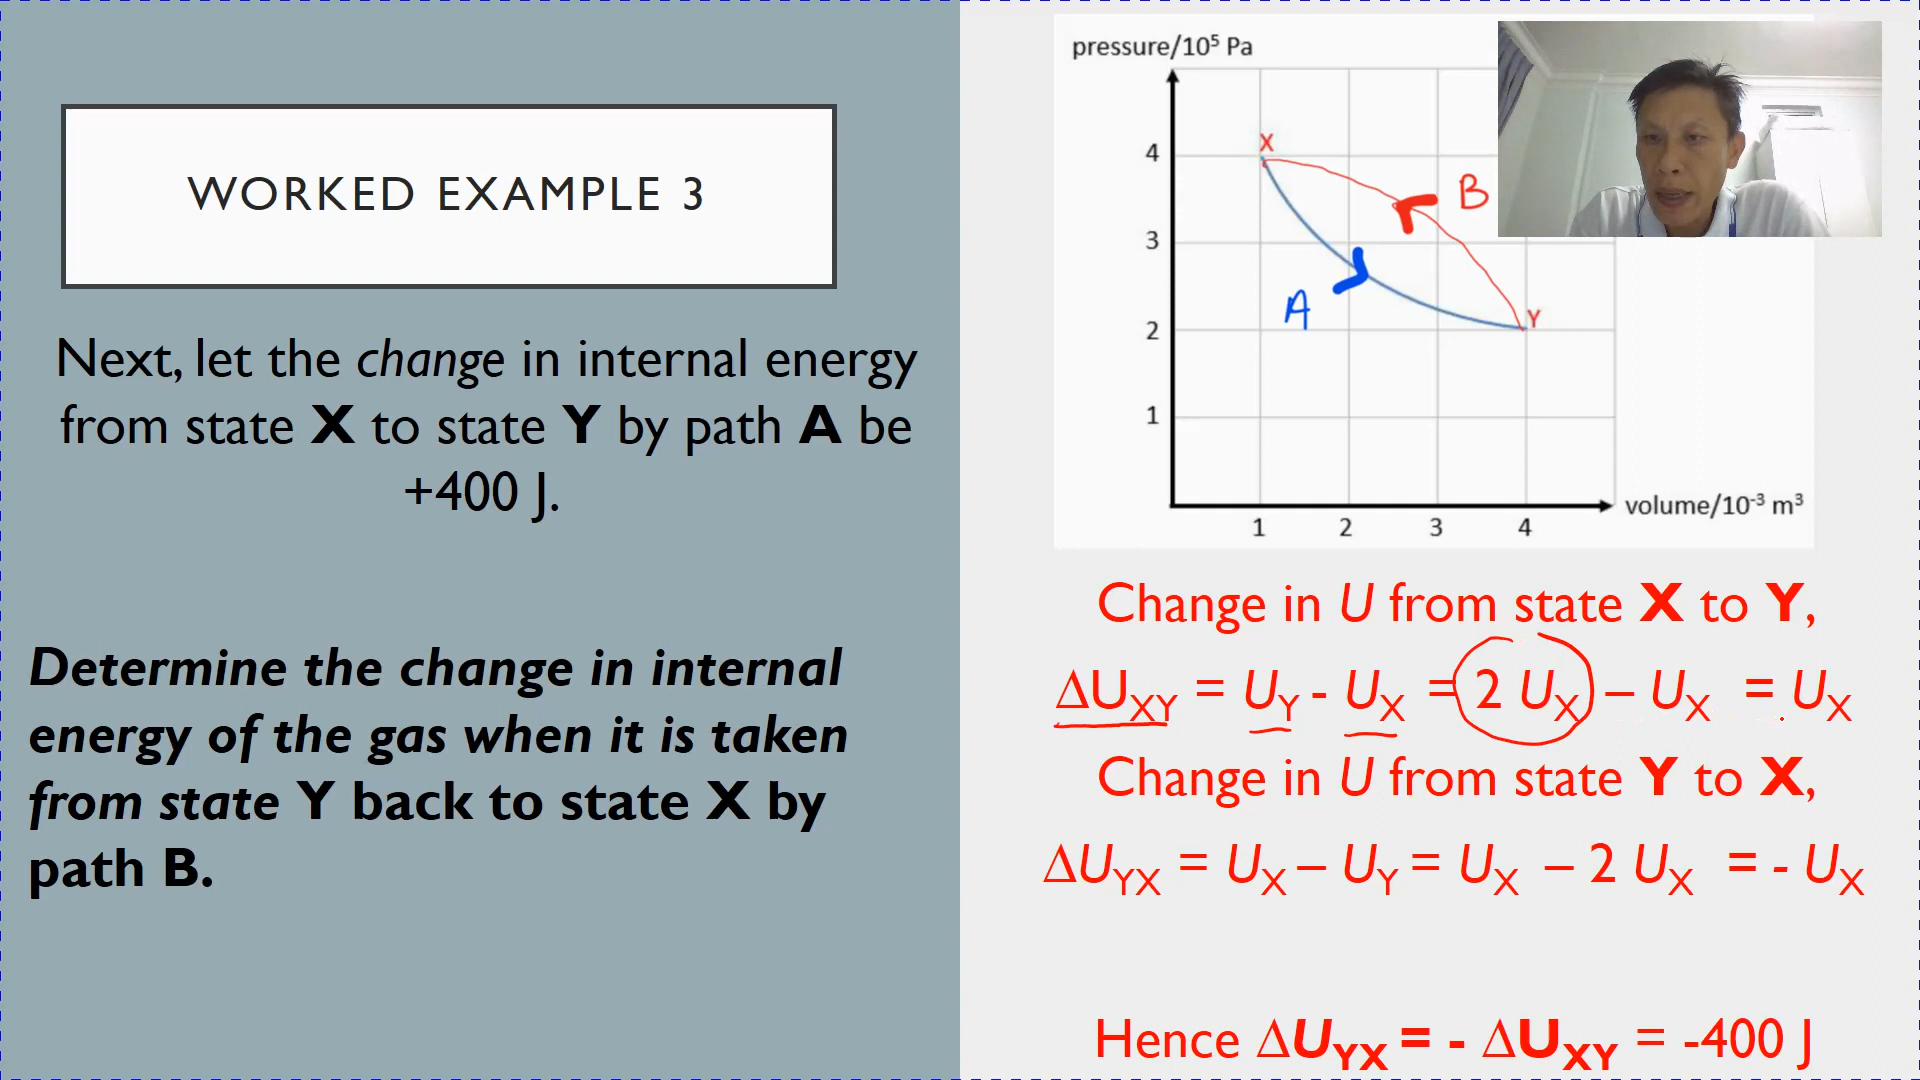 WORKED EXAMPLE 3
Next, let the change in internal energy
from state X to state Y by path A be
+400 J.
Determine the change in internal
energy of the gas when it is taken
from state Y back to state X by
path B.
pressure/10⁵ Pa
X
4
B
3
A
Y
2
1
volume/10⁻³ m³
1 2 3 4
Change in U from state X to Y,
ΔU_XY = U_Y - U_X = 2 U_X – U_X = U_X
Change in U from state Y to X,
ΔU_YX = U_X – U_Y = U_X – 2 U_X = - U_X
Hence ΔU_YX = - ΔU_XY = -400 J